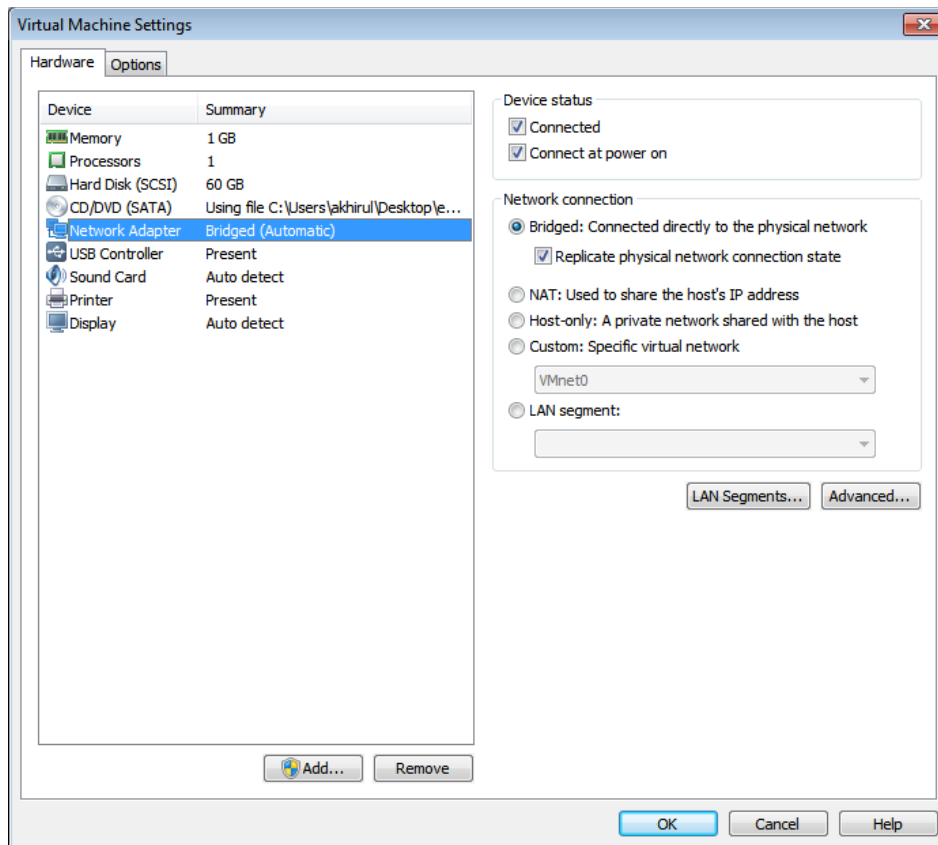 Virtual Machine Settings
Hardware Options
Device Summary
Memory 1 GB
Processors 1
Hard Disk (SCSI) 60 GB
CD/DVD (SATA) Using file C:\Users\akhirul\Desktop\e...
Network Adapter Bridged (Automatic)
USB Controller Present
Sound Card Auto detect
Printer Present
Display Auto detect
Add... Remove
Device status
Connected
Connect at power on
Network connection
Bridged: Connected directly to the physical network
Replicate physical network connection state
NAT: Used to share the host's IP address
Host-only: A private network shared with the host
Custom: Specific virtual network
VMnet0
LAN segment:
LAN Segments... Advanced...
OK Cancel Help